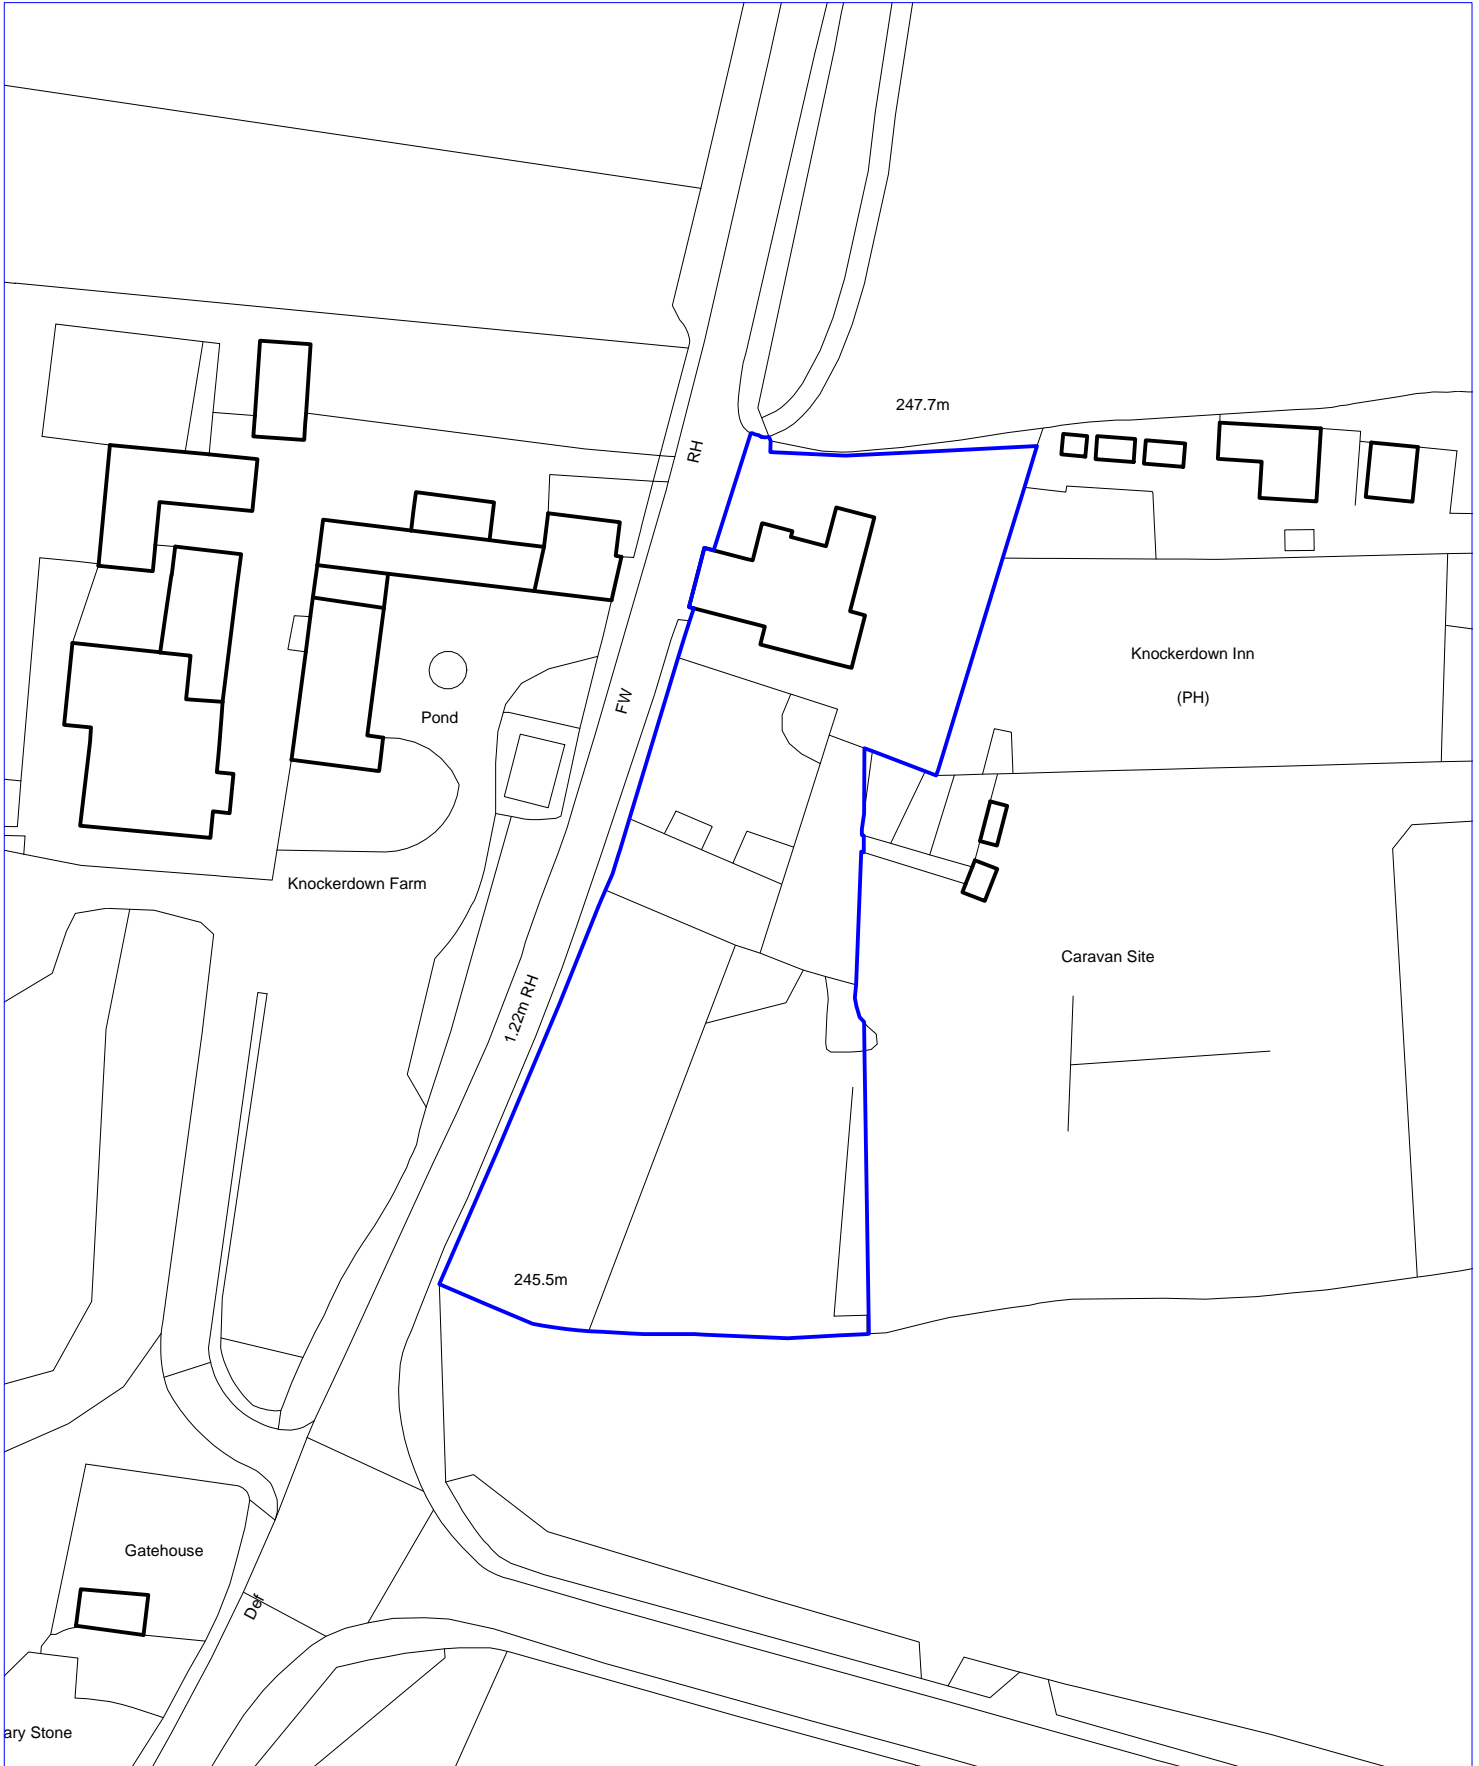 247.7m
RH
Knockerdown Inn
(PH)
FW
Pond
Knockerdown Farm
Caravan Site
1.22m RH
245.5m
Gatehouse
Def
ary Stone